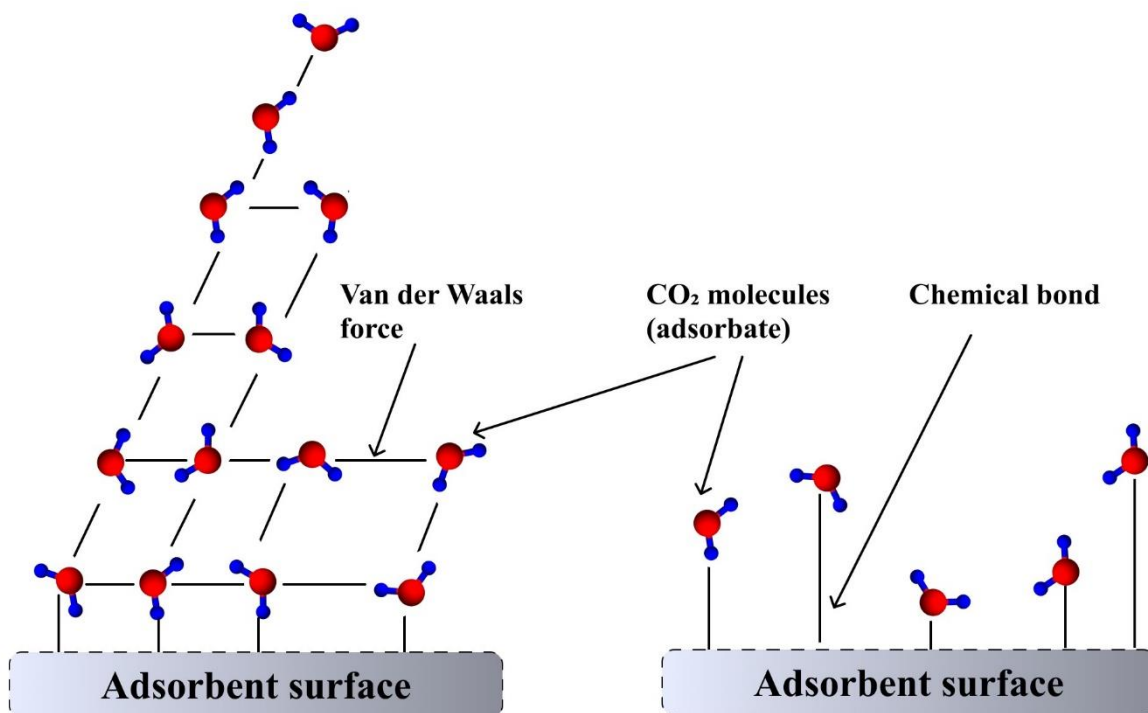 Van der Waals
force
CO₂ molecules
(adsorbate)
Chemical bond
Adsorbent surface
Adsorbent surface